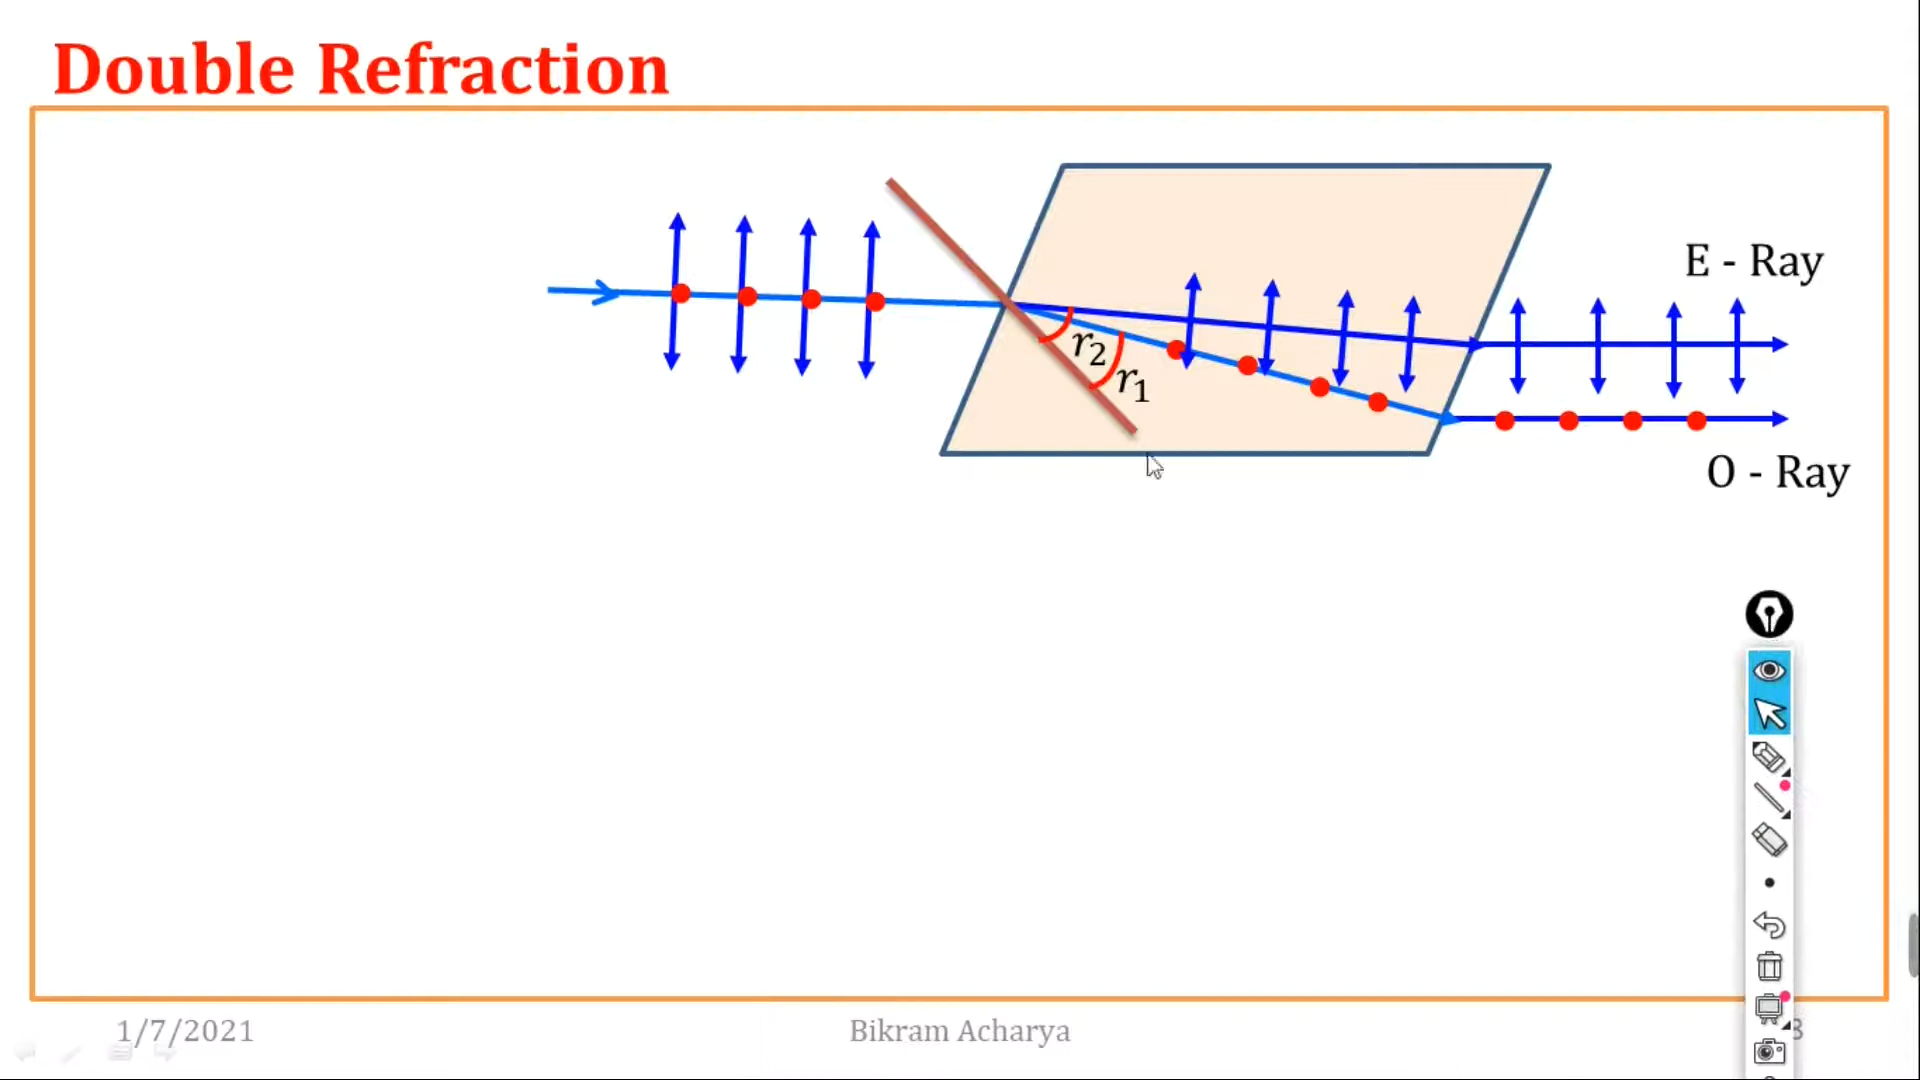 Double Refraction
E - Ray
r2
r1
O - Ray
1/7/2021
Bikram Acharya